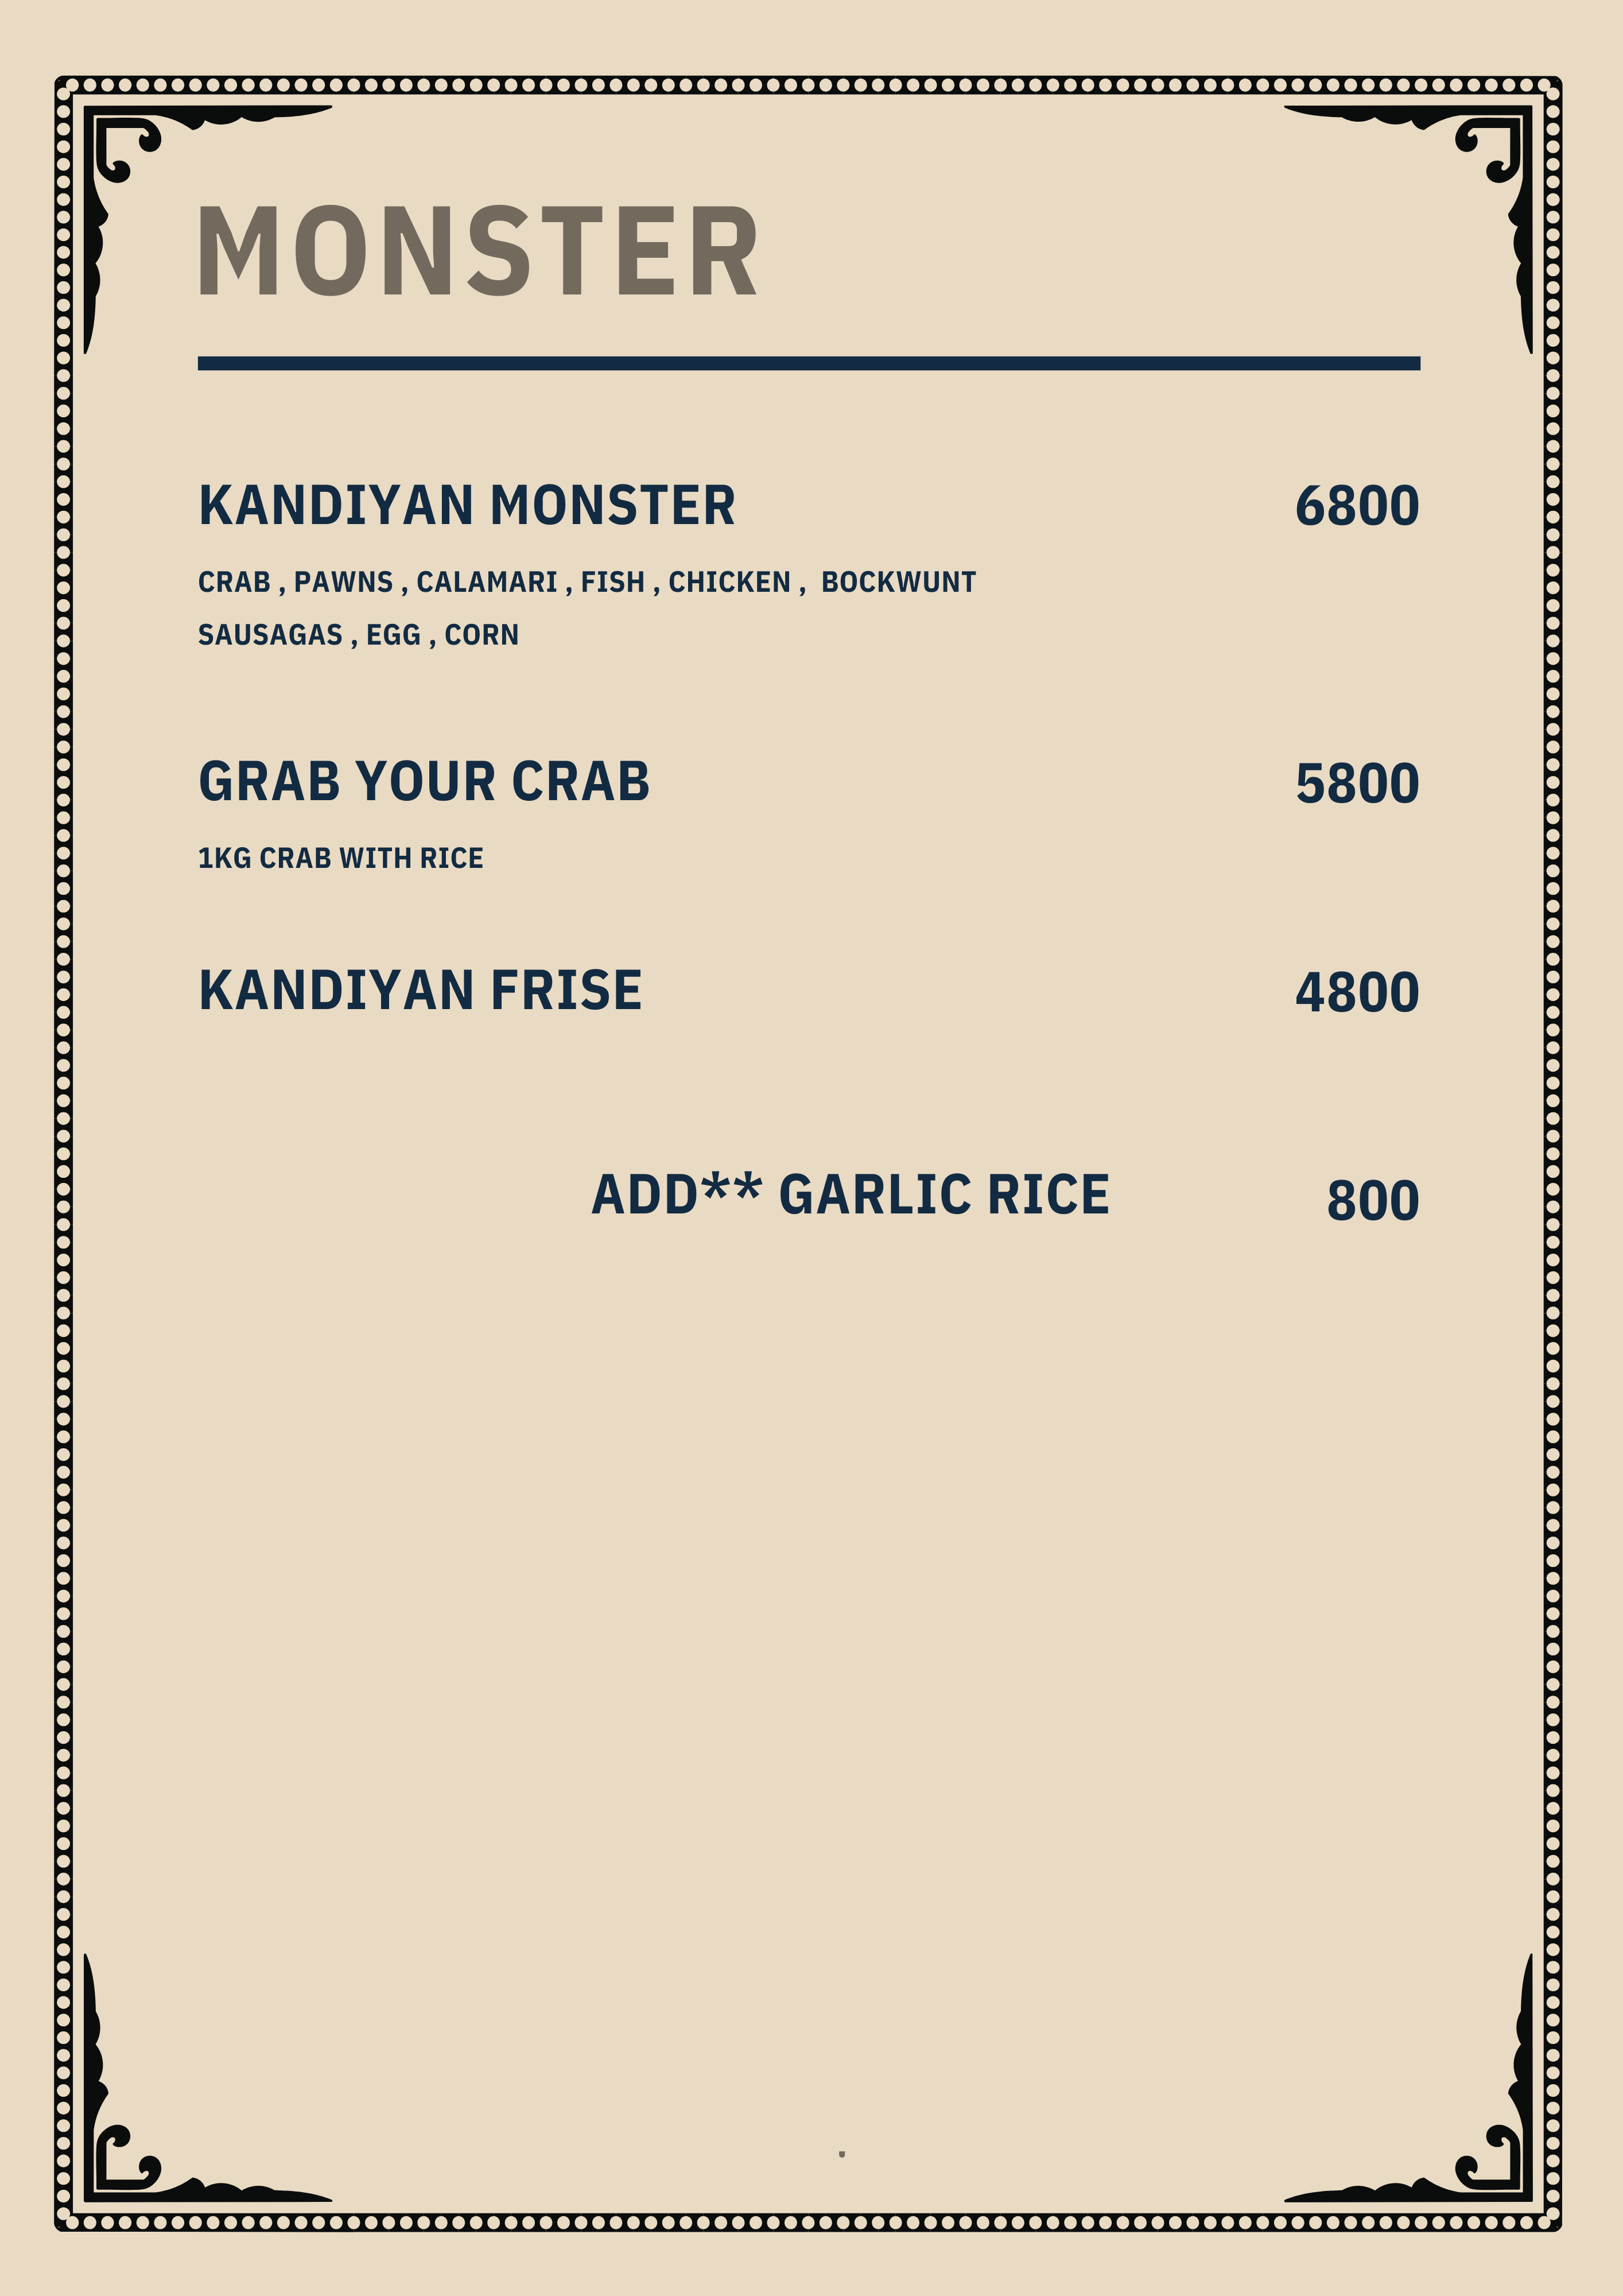 MONSTER
KANDIYAN MONSTER 6800
CRAB , PAWNS , CALAMARI , FISH , CHICKEN , BOCKWUNT
SAUSAGAS , EGG , CORN
GRAB YOUR CRAB 5800
1KG CRAB WITH RICE
KANDIYAN FRISE 4800
ADD** GARLIC RICE 800